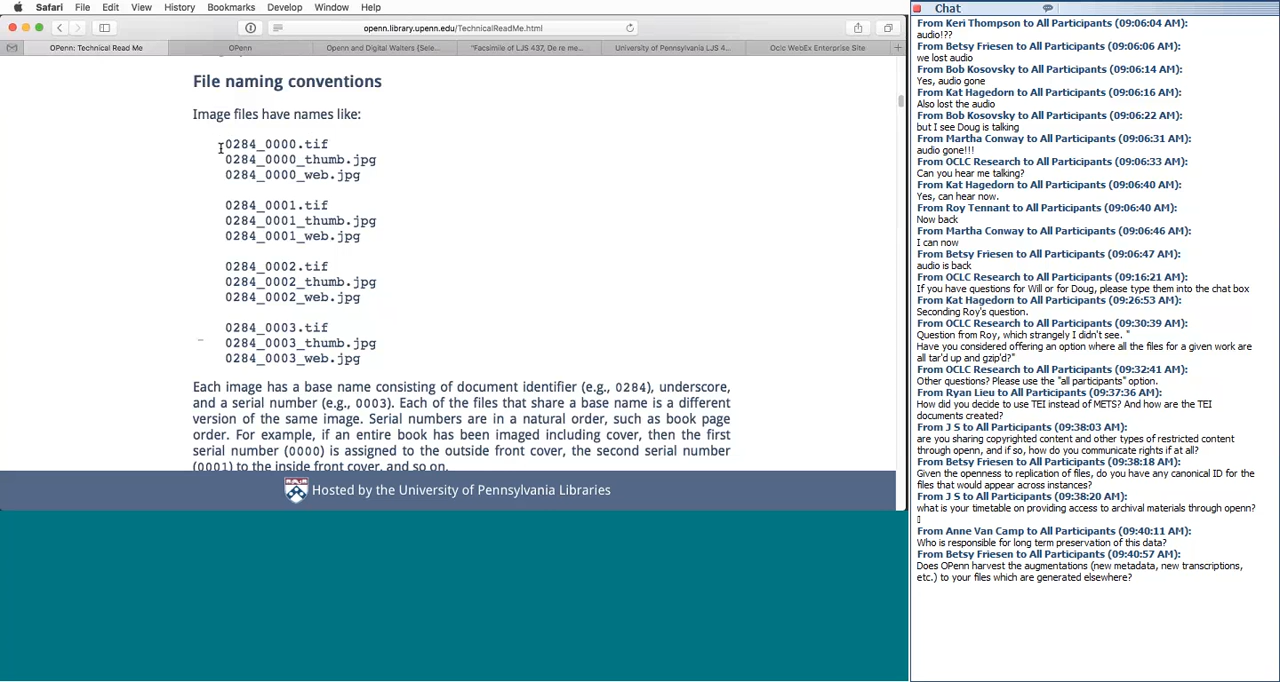 Safari File Edit View History Bookmarks Develop Window Help
openn.library.upenn.edu/TechnicalReadMe.html
OPenn: Technical Read Me
OPenn
Openn and Digital Walters {Sele...
"Facsimile of LJS 437, De re me...
University of Pennsylvania LJS 4...
Oclc WebEx Enterprise Site
File naming conventions
Image files have names like:
0284_0000.tif
0284_0000_thumb.jpg
0284_0000_web.jpg
0284_0001.tif
0284_0001_thumb.jpg
0284_0001_web.jpg
0284_0002.tif
0284_0002_thumb.jpg
0284_0002_web.jpg
0284_0003.tif
0284_0003_thumb.jpg
0284_0003_web.jpg
Each image has a base name consisting of document identifier (e.g., 0284), underscore,
and a serial number (e.g., 0003). Each of the files that share a base name is a different
version of the same image. Serial numbers are in a natural order, such as book page
order. For example, if an entire book has been imaged including cover, then the first
serial number (0000) is assigned to the outside front cover, the second serial number
(0001) to the inside front cover, and so on.
Hosted by the University of Pennsylvania Libraries
Chat
From Keri Thompson to All Participants (09:06:04 AM):
audio!??
From Betsy Friesen to All Participants (09:06:06 AM):
we lost audio
From Bob Kosovsky to All Participants (09:06:14 AM):
Yes, audio gone
From Kat Hagedorn to All Participants (09:06:16 AM):
Also lost the audio
From Bob Kosovsky to All Participants (09:06:22 AM):
but I see Doug is talking
From Martha Conway to All Participants (09:06:31 AM):
audio gone!!!
From OCLC Research to All Participants (09:06:33 AM):
Can you hear me talking?
From Kat Hagedorn to All Participants (09:06:40 AM):
Yes, can hear now.
From Roy Tennant to All Participants (09:06:40 AM):
Now back
From Martha Conway to All Participants (09:06:46 AM):
I can now
From Betsy Friesen to All Participants (09:06:47 AM):
audio is back
From OCLC Research to All Participants (09:16:21 AM):
If you have questions for Will or for Doug, please type them into the chat box
From Kat Hagedorn to All Participants (09:26:53 AM):
Seconding Roy's question.
From OCLC Research to All Participants (09:30:39 AM):
Question from Roy, which strangely I didn't see. "
Have you considered offering an option where all the files for a given work are
all tar'd up and gzip'd?"
From OCLC Research to All Participants (09:32:41 AM):
Other questions? Please use the "all participants" option.
From Ryan Lieu to All Participants (09:37:36 AM):
How did you decide to use TEI instead of METS? And how are the TEI
documents created?
From J S to All Participants (09:38:03 AM):
are you sharing copyrighted content and other types of restricted content
through openn, and if so, how do you communicate rights if at all?
From Betsy Friesen to All Participants (09:38:18 AM):
Given the openness to replication of files, do you have any canonical ID for the
files that would appear across instances?
From J S to All Participants (09:38:20 AM):
what is your timetable on providing access to archival materials through openn?
From Anne Van Camp to All Participants (09:40:11 AM):
Who is responsible for long term preservation of this data?
From Betsy Friesen to All Participants (09:40:57 AM):
Does OPenn harvest the augmentations (new metadata, new transcriptions,
etc.) to your files which are generated elsewhere?